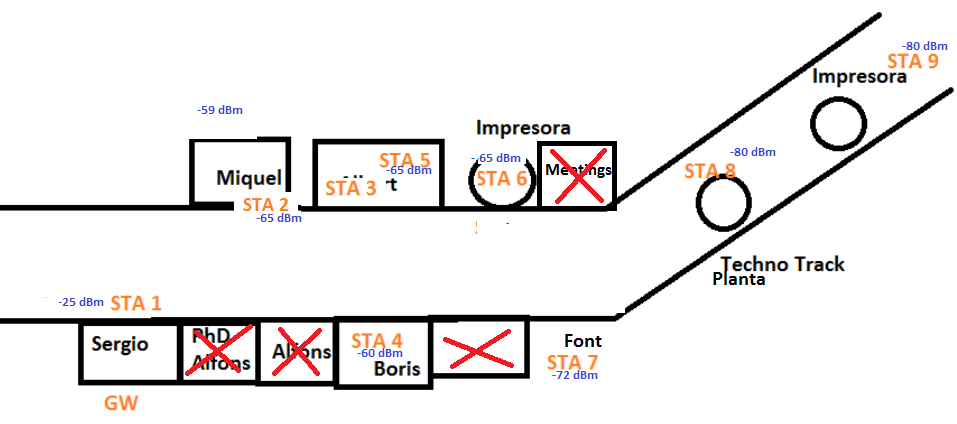 -80 dBm
STA 9
Impresora
-59 dBm
Impresora
STA 5
-65 dBm
-65 dBm
-80 dBm
Miquel
STA 3
rt
STA 6
Meetings
STA 8
STA 2
-65 dBm
Techno Track
Planta
-25 dBm
STA 1
Sergio
PhD
Alfons
Alfons
STA 4
-60 dBm
Boris
Font
STA 7
-72 dBm
GW